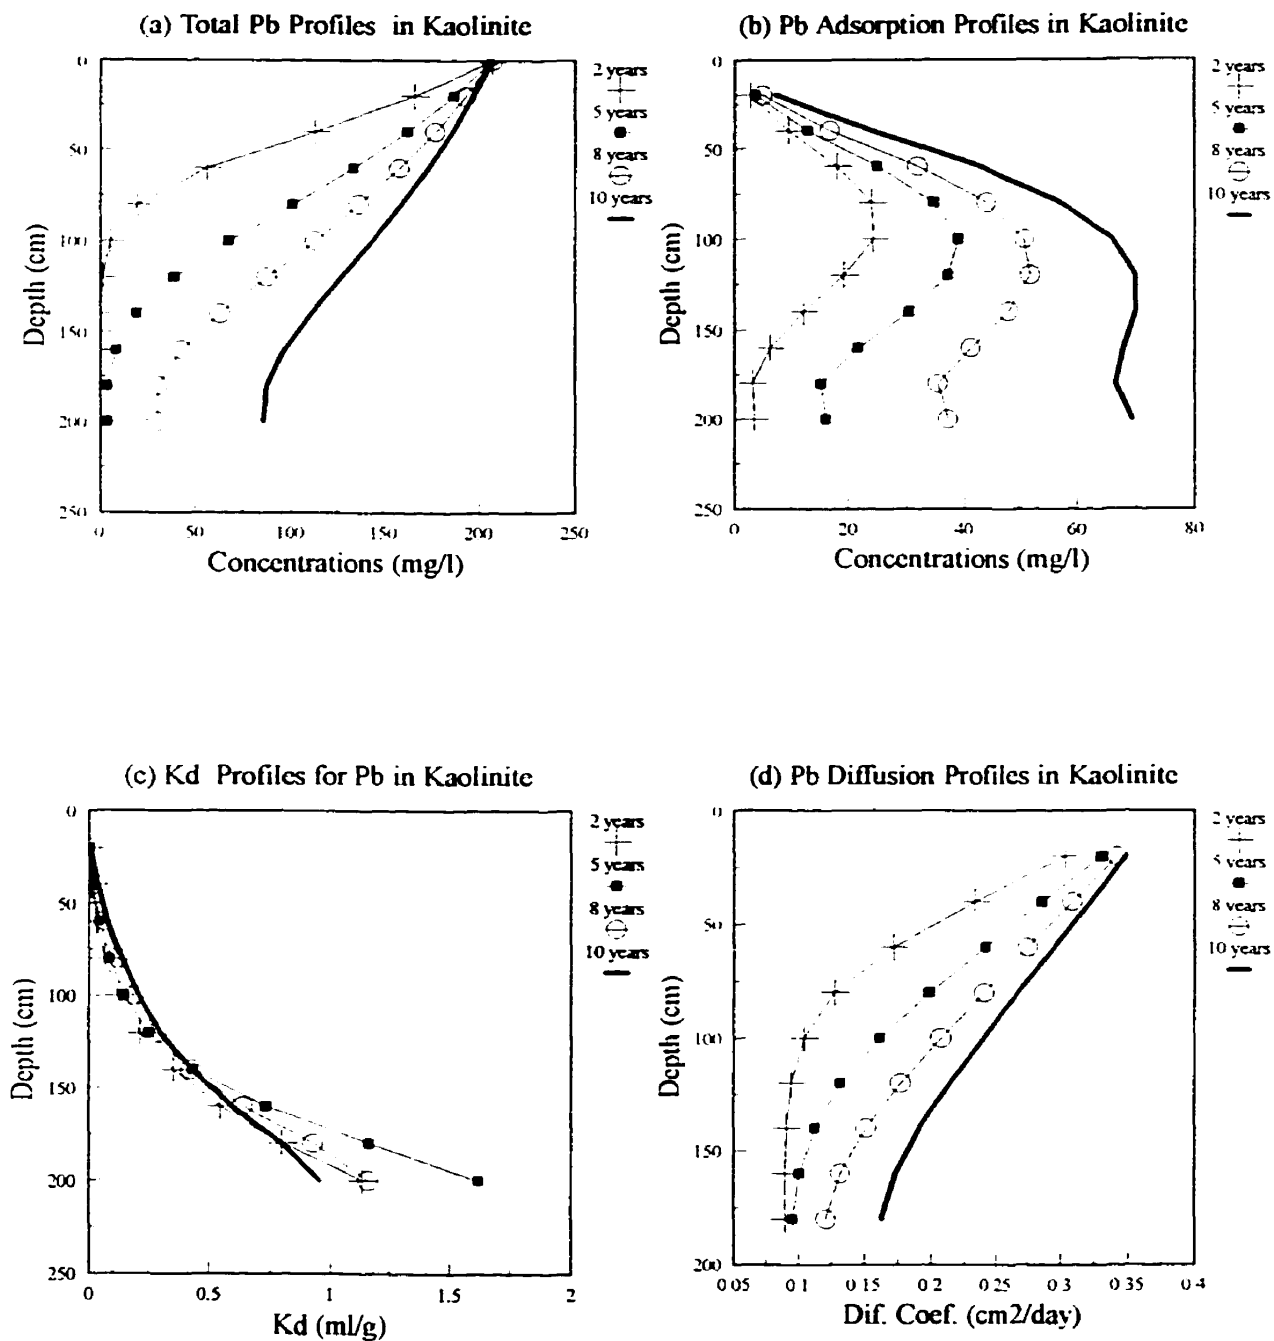 (a) Total Pb Profiles in Kaolinite
0
50
100
150
200
250
Depth (cm)
0 50 100 150 200 250
Concentrations (mg/l)
2 years
5 years
8 years
10 years
(b) Pb Adsorption Profiles in Kaolinite
0
50
100
150
200
250
Depth (cm)
0 20 40 60 80
Concentrations (mg/l)
2 years
5 years
8 years
10 years
(c) Kd Profiles for Pb in Kaolinite
0
50
100
150
200
250
Depth (cm)
0 0.5 1 1.5 2
Kd (ml/g)
2 years
5 years
8 years
10 years
(d) Pb Diffusion Profiles in Kaolinite
0
50
100
150
200
Depth (cm)
0.05 0.1 0.15 0.2 0.25 0.3 0.35 0.4
Dif. Coef. (cm2/day)
2 years
5 years
8 years
10 years